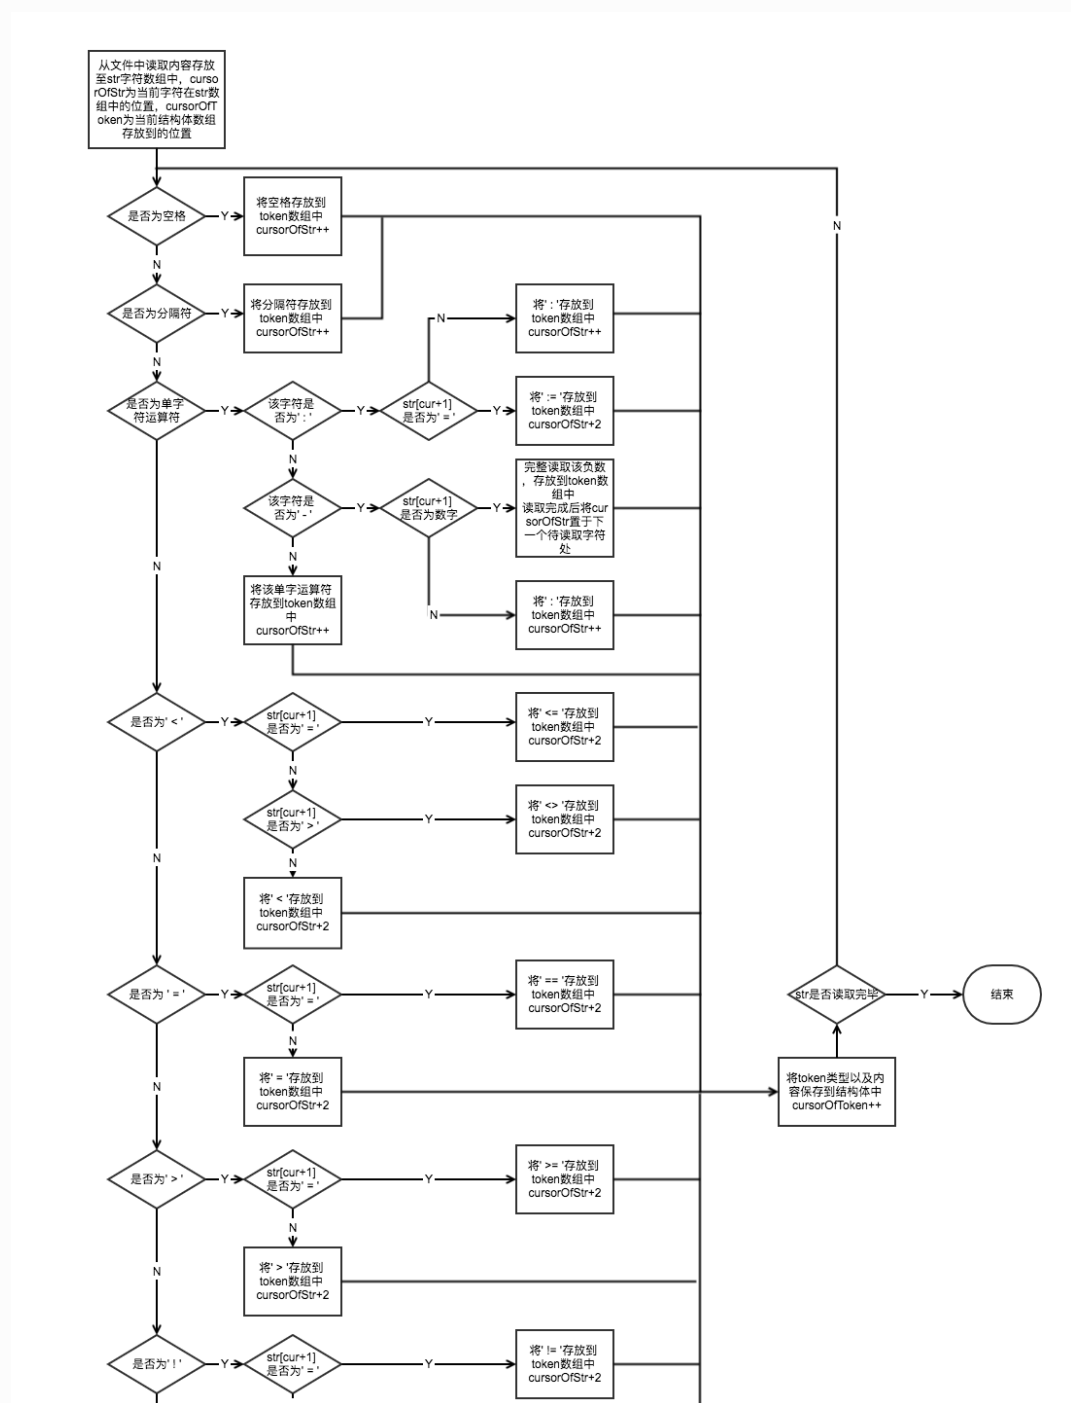 从文件中读取内容存放
至str字符数组中，curso
rOfStr为当前字符在str数
组中的位置，cursorOfT
oken为当前结构体数组
存放到的位置
是否为空格
Y
将空格存放到
token数组中
cursorOfStr++
N
N
是否为分隔符
Y
将分隔符存放到
token数组中
cursorOfStr++
N
将' : '存放到
token数组中
cursorOfStr++
N
是否为单字
符运算符
Y
该字符是
否为' : '
Y
str[cur+1]
是否为' = '
Y
将' := '存放到
token数组中
cursorOfStr+2
N
该字符是
否为' - '
Y
str[cur+1]
是否为数字
Y
完整读取该负数
，存放到token数
组中
读取完成后将cur
sorOfStr置于下
一个待读取字符
处
N
N
将该单字运算符
存放到token数组
中
cursorOfStr++
N
将' : '存放到
token数组中
cursorOfStr++
是否为' < '
Y
str[cur+1]
是否为' = '
Y
将' <= '存放到
token数组中
cursorOfStr+2
N
str[cur+1]
是否为' > '
Y
将' <> '存放到
token数组中
cursorOfStr+2
N
N
将' < '存放到
token数组中
cursorOfStr+2
是否为 ' = '
Y
str[cur+1]
是否为' = '
Y
将' == '存放到
token数组中
cursorOfStr+2
str是否读取完毕
Y
结束
N
N
将' = '存放到
token数组中
cursorOfStr+2
将token类型以及内
容保存到结构体中
cursorOfToken++
是否为' > '
Y
str[cur+1]
是否为' = '
Y
将' >= '存放到
token数组中
cursorOfStr+2
N
N
将' > '存放到
token数组中
cursorOfStr+2
是否为' ! '
Y
str[cur+1]
是否为' = '
Y
将' != '存放到
token数组中
cursorOfStr+2